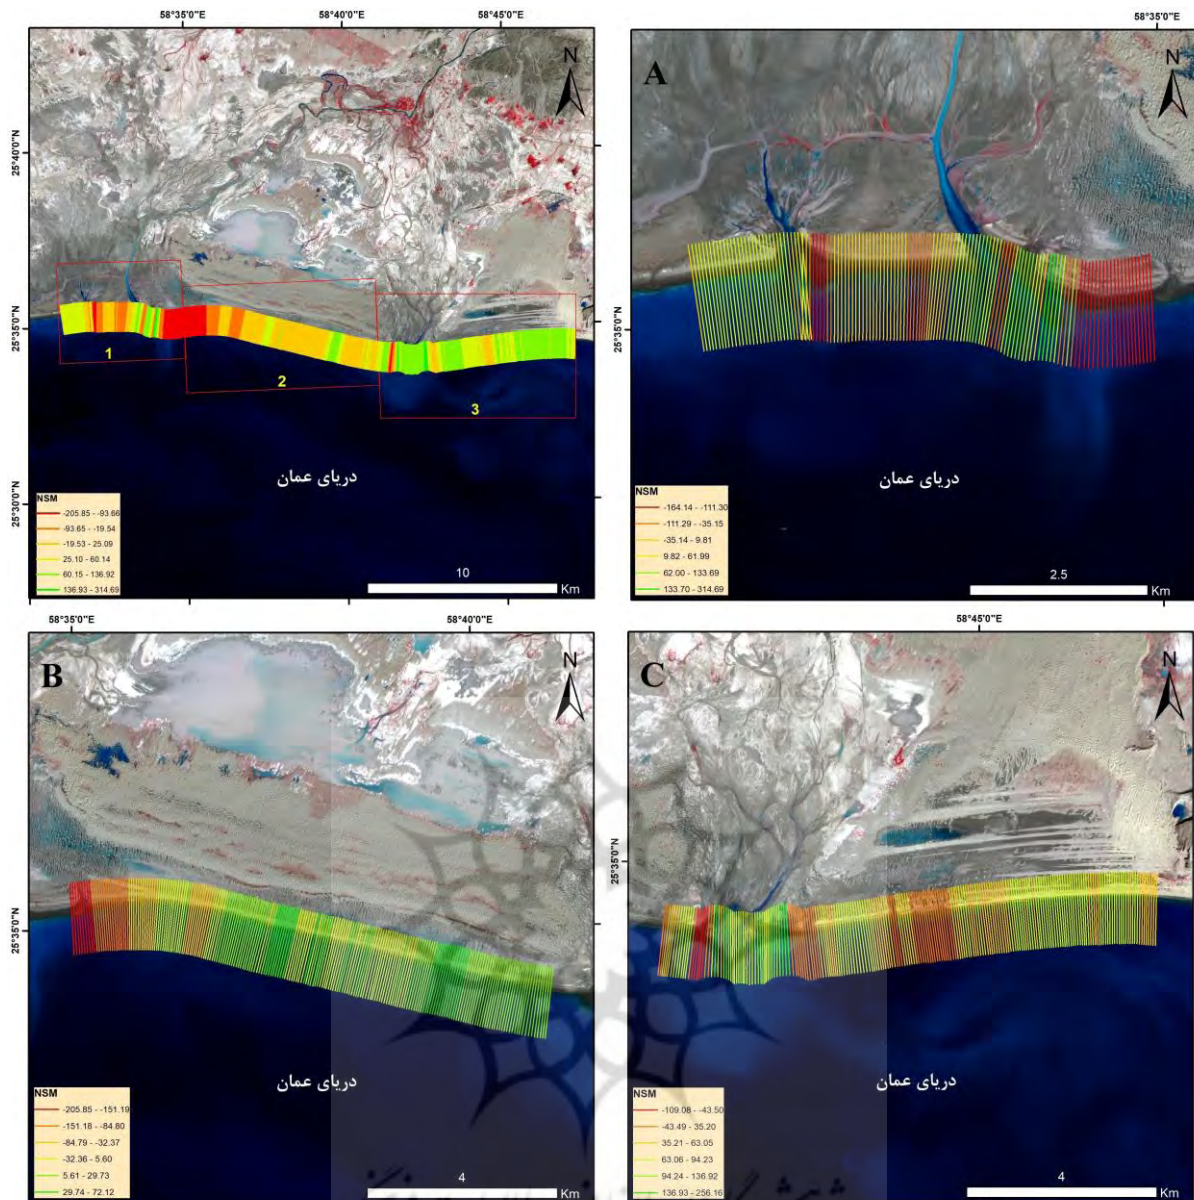 58°35'0"E 58°40'0"E 58°45'0"E
N
25°40'0"N
25°35'0"N
25°30'0"N
1
2
3
دریای عمان
NSM
-205.85 - -93.66
-93.65 - -19.54
-19.53 - 25.09
25.10 - 60.14
60.15 - 136.92
136.93 - 314.69
10
Km
58°35'0"E
A
N
25°35'0"N
دریای عمان
NSM
-164.14 - -111.30
-111.29 - -35.15
-35.14 - 9.81
9.82 - 61.99
62.00 - 133.69
133.70 - 314.69
2.5
Km
58°35'0"E 58°40'0"E
B
N
25°35'0"N
دریای عمان
NSM
-205.85 - -151.19
-151.18 - -84.80
-84.79 - -32.37
-32.36 - 5.60
5.61 - 29.73
29.74 - 72.12
4
Km
58°45'0"E
C
N
25°35'0"N
دریای عمان
NSM
-109.08 - -43.50
-43.49 - 35.20
35.21 - 63.05
63.06 - 94.23
94.24 - 136.92
136.93 - 256.16
4
Km